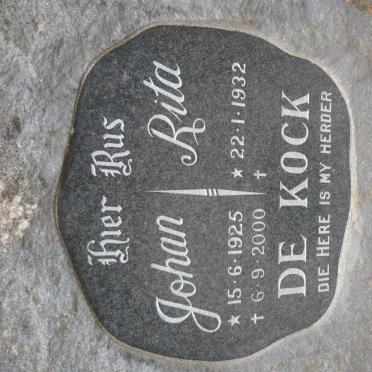 Hier Rus
Johan Rita
★ 15·6·1925 ★ 22·1·1932
✝ 6·9·2000 ✝
DE KOCK
DIE HERE IS MY HERDER